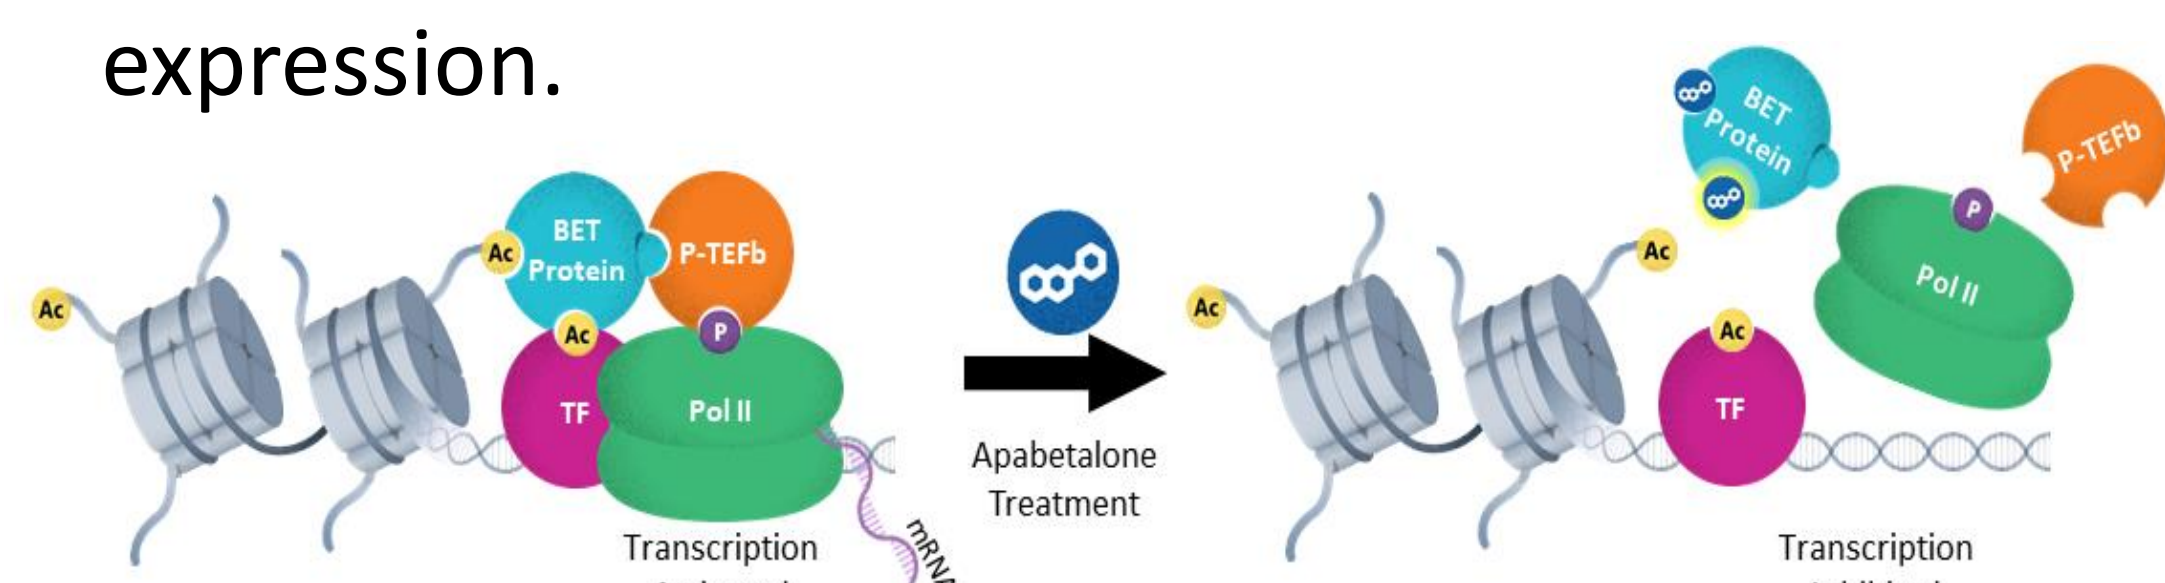 expression.
Ac
BET
Protein
P-TEFb
Ac
Ac
P
TF
Pol II
mRNA
Transcription
Apabetalone
Treatment
BET
Protein
P-TEFb
P
Pol II
Ac
Ac
Ac
TF
Transcription